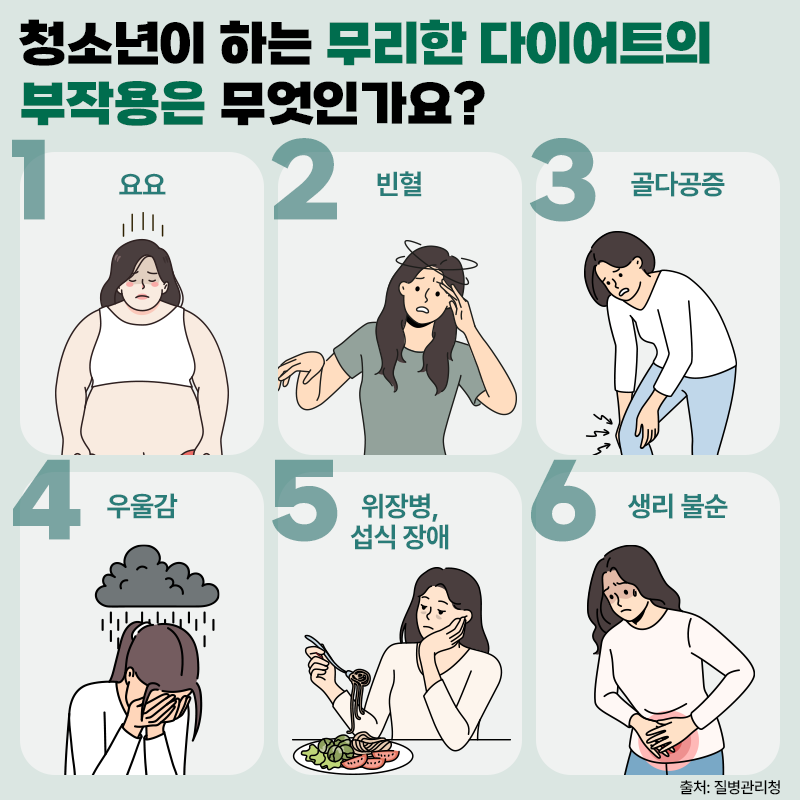 청소년이 하는 무리한 다이어트의
부작용은 무엇인가요?
1
요요
2
빈혈
3
골다공증
4
우울감
5
위장병,
섭식 장애
6
생리 불순
출처: 질병관리청